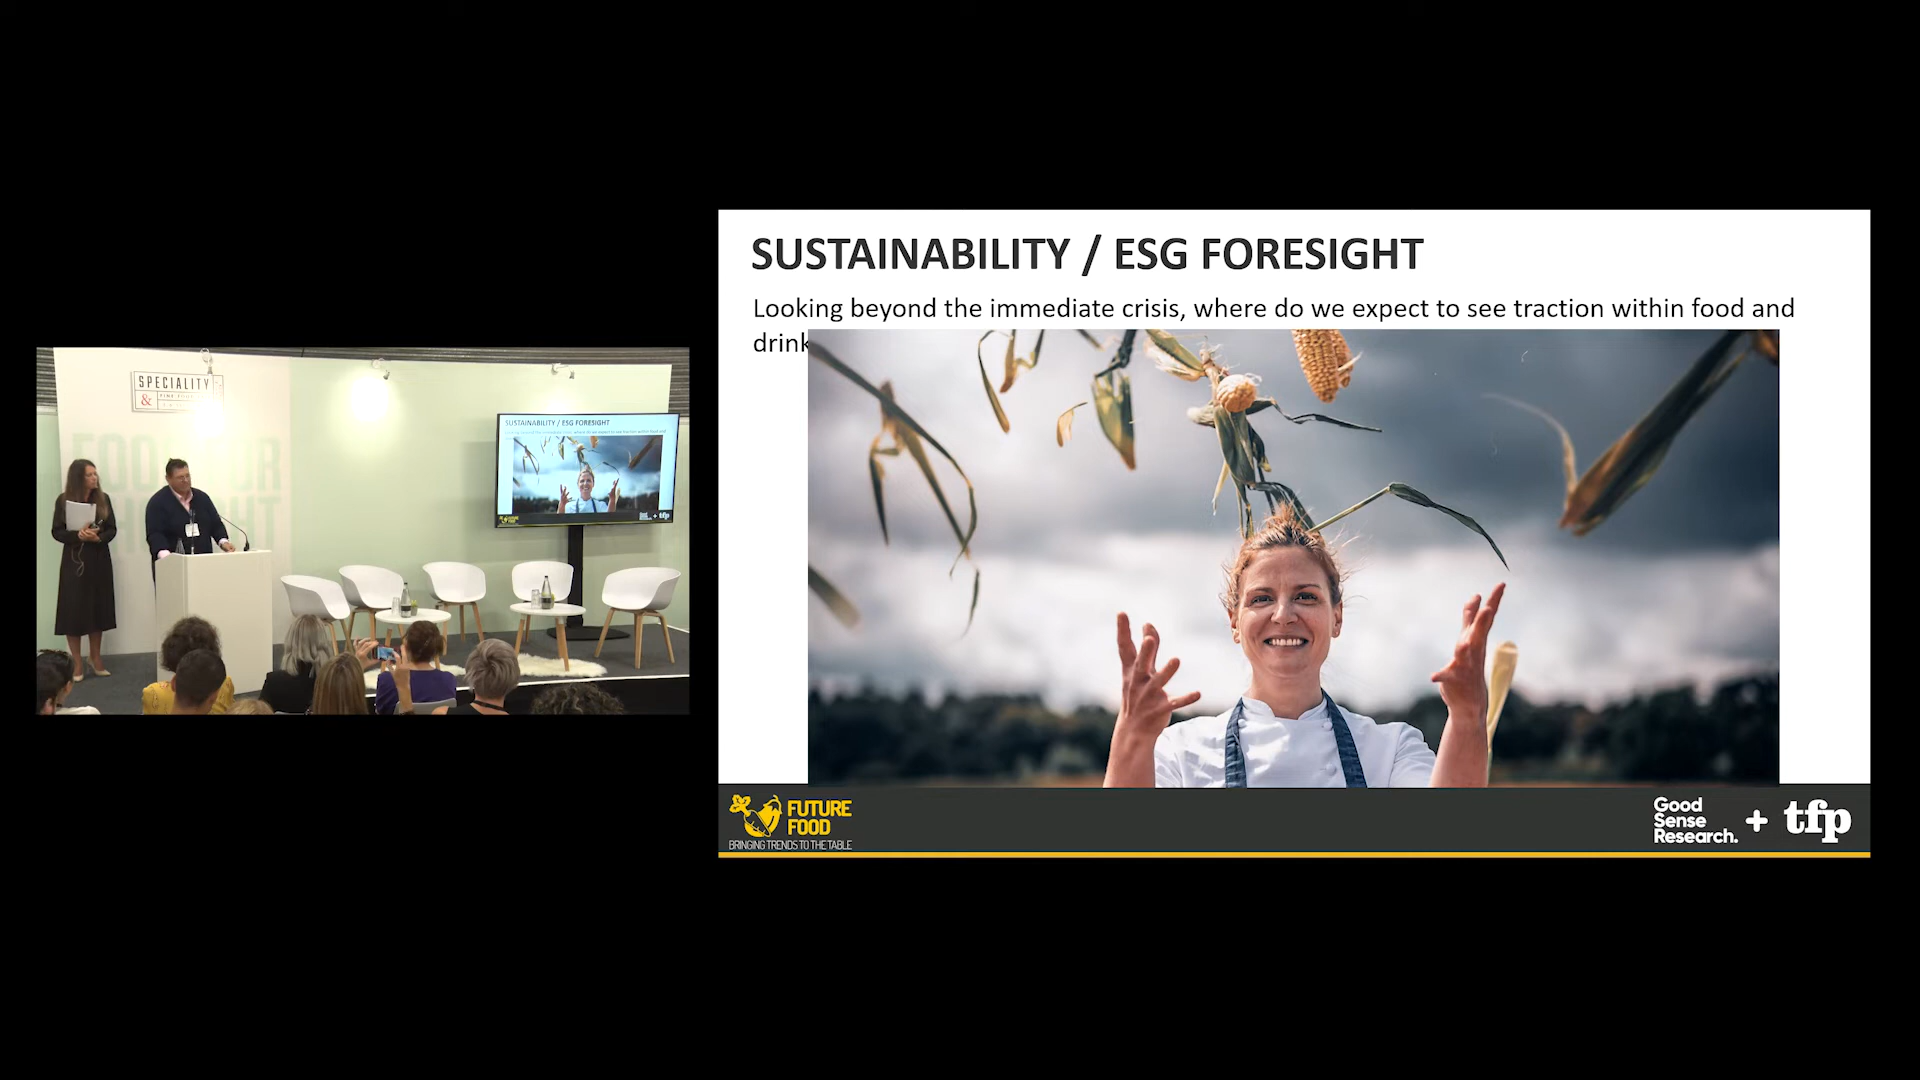 SPECIALITY
&
SUSTAINABILITY / ESG FORESIGHT
SUSTAINABILITY / ESG FORESIGHT
Looking beyond the immediate crisis, where do we expect to see traction within food and
drink
FUTURE
FOOD
BRINGING TRENDS TO THE TABLE
Good
Sense
Research.
+ tfp